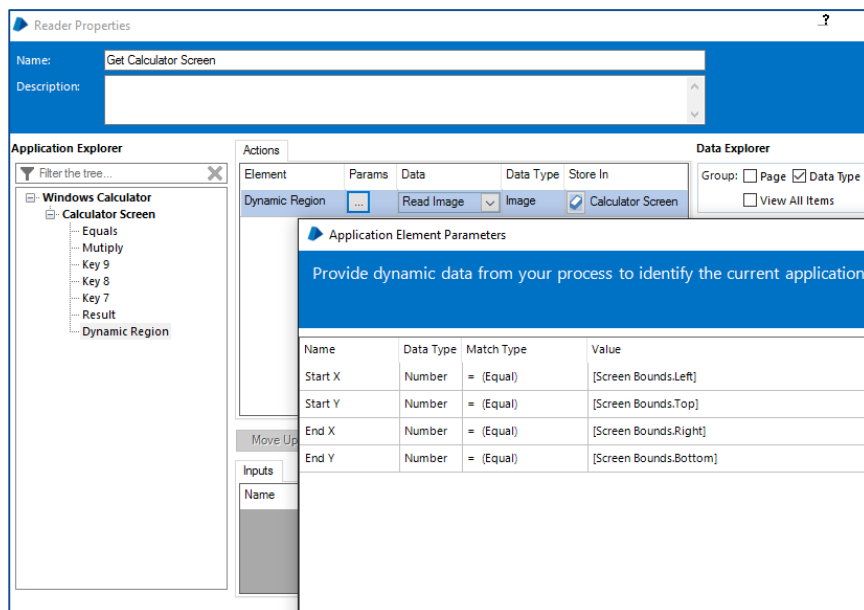 Reader Properties
?
Name: Get Calculator Screen
Description:
Application Explorer
Filter the tree...
Windows Calculator
Calculator Screen
Equals
Mutiply
Key 9
Key 8
Key 7
Result
Dynamic Region
Actions
Element Params Data Data Type Store In
Dynamic Region ... Read Image Image Calculator Screen
Data Explorer
Group: Page Data Type
View All Items
Move Up
Inputs
Name
Application Element Parameters
Provide dynamic data from your process to identify the current application
Name Data Type Match Type Value
Start X Number = (Equal) [Screen Bounds.Left]
Start Y Number = (Equal) [Screen Bounds.Top]
End X Number = (Equal) [Screen Bounds.Right]
End Y Number = (Equal) [Screen Bounds.Bottom]